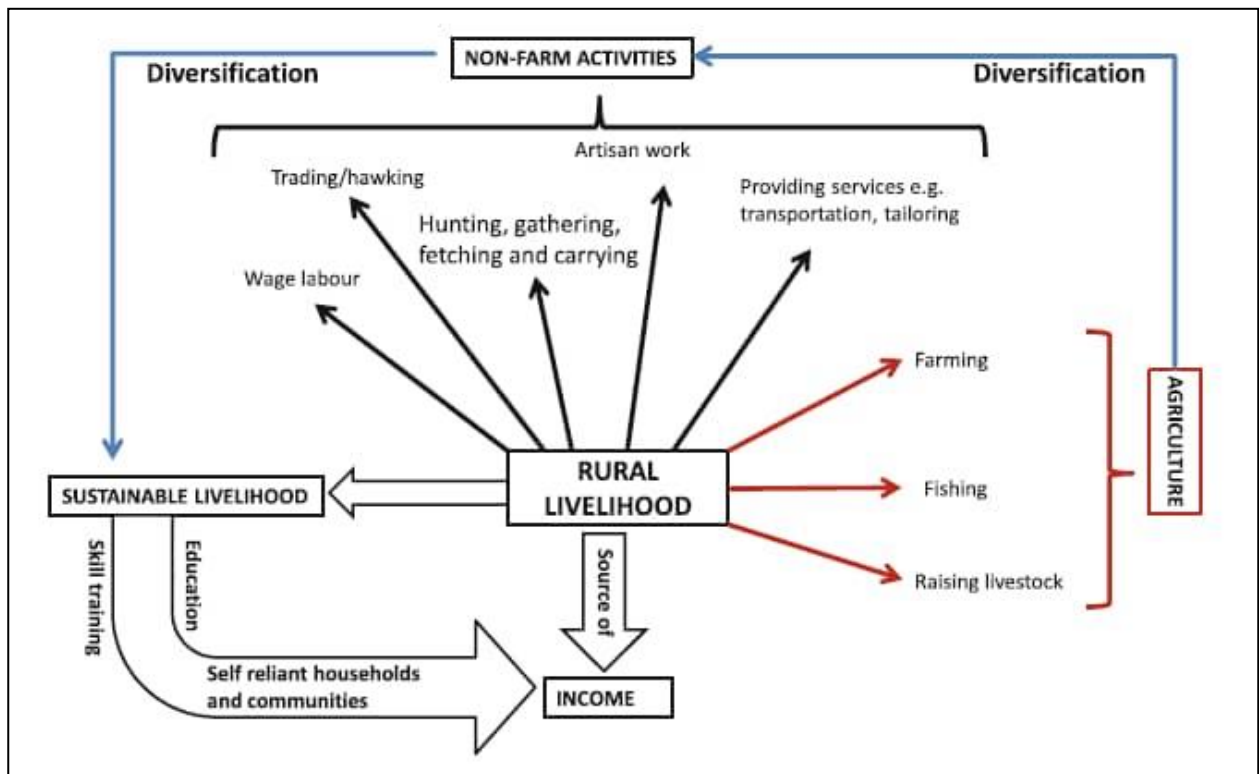 NON-FARM ACTIVITIES
Diversification
Diversification
Artisan work
Trading/hawking
Providing services e.g.
transportation, tailoring
Hunting, gathering,
fetching and carrying
Wage labour
Farming
AGRICULTURE
RURAL
LIVELIHOOD
SUSTAINABLE LIVELIHOOD
Fishing
Raising livestock
Skill training
Education
Source of
Self reliant households
and communities
INCOME